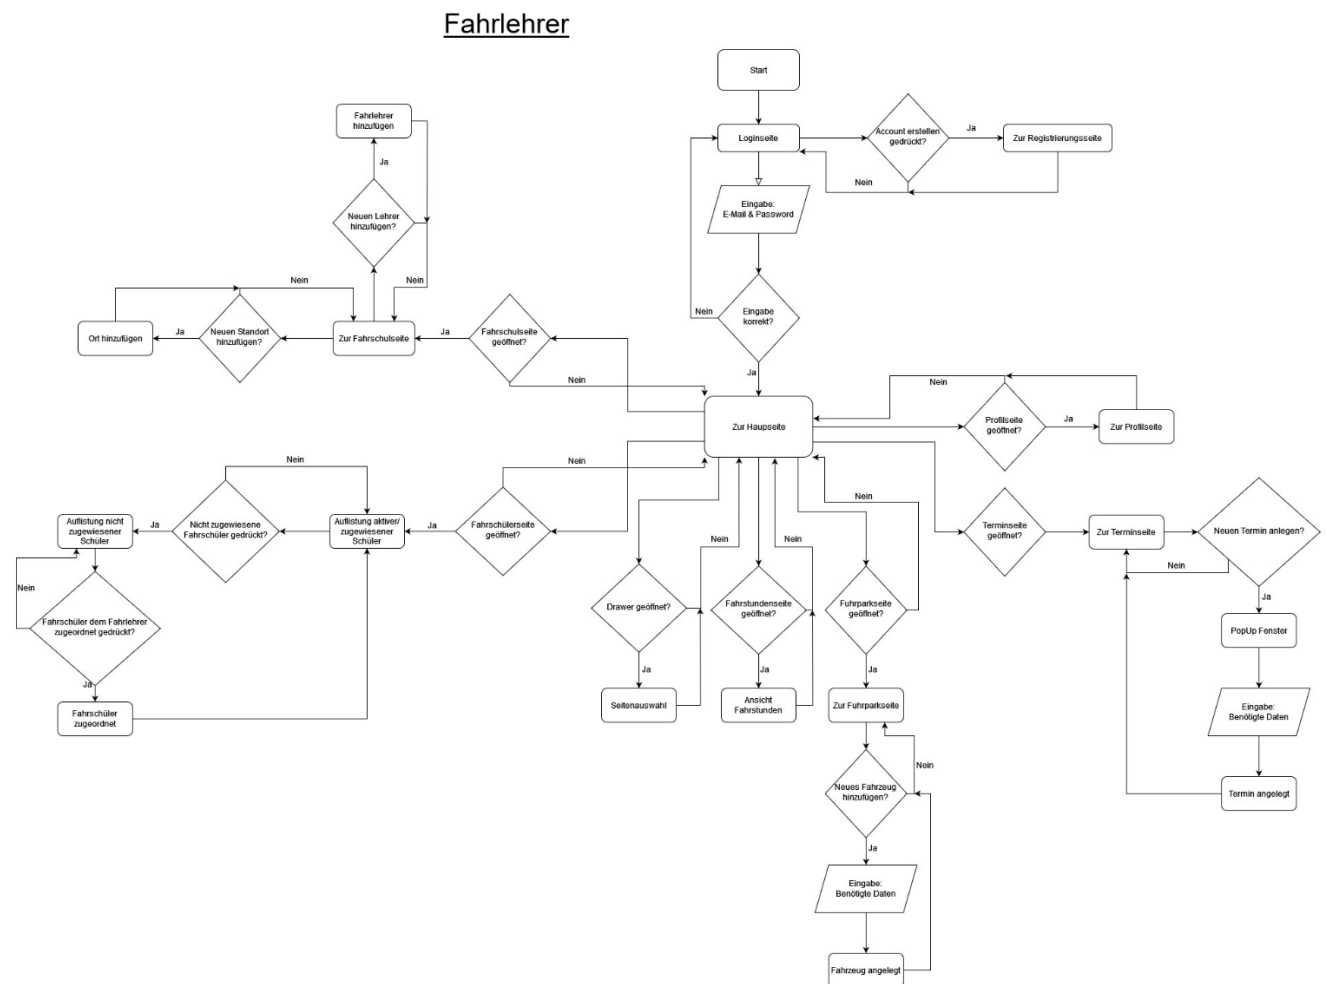 Fahrlehrer
Start
Loginseite
Account erstellen
gedrückt?
Ja
Zur Registrierungsseite
Nein
Eingabe:
E-Mail & Password
Nein
Eingabe
korrekt?
Ja
Fahrlehrer
hinzufügen
Ja
Neuen Lehrer
hinzufügen?
Nein
Nein
Ort hinzufügen
Ja
Neuen Standort
hinzufügen?
Zur Fahrschulseite
Ja
Fahrschulseite
geöffnet?
Nein
Zur Haupseite
Nein
Profilseite
geöffnet?
Ja
Zur Profilseite
Nein
Auflistung nicht
zugewiesener
Schüler
Ja
Nicht zugewiesene
Fahrschüler gedrückt?
Auflistung aktiver/
zugewiesener
Schüler
Ja
Fahrschülerseite
geöffnet?
Nein
Nein
Fahrschüler dem Fahrlehrer
zugeordnet gedrückt?
Ja
Fahrschüler
zugeordnet
Nein
Drawer geöffnet?
Ja
Seitenauswahl
Nein
Fahrstundenseite
geöffnet?
Ja
Ansicht
Fahrstunden
Nein
Fuhrparkseite
geöffnet?
Ja
Zur Fuhrparkseite
Nein
Neues Fahrzeug
hinzufügen?
Ja
Eingabe:
Benötigte Daten
Fahrzeug angelegt
Terminseite
geöffnet?
Zur Terminseite
Neuen Termin anlegen?
Nein
Ja
PopUp Fenster
Eingabe:
Benötigte Daten
Termin angelegt